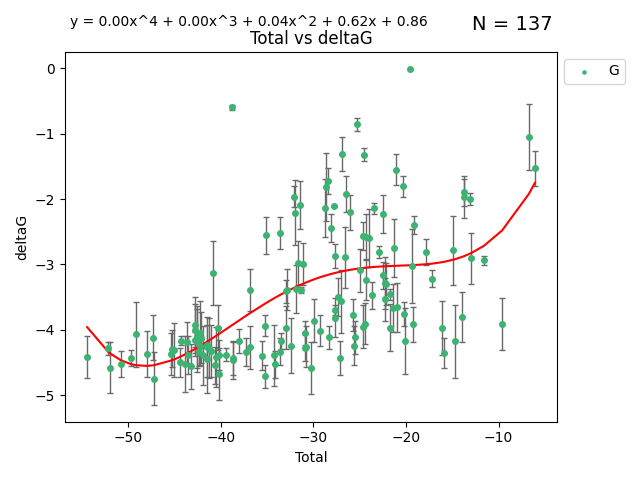 y = 0.00x^4 + 0.00x^3 + 0.04x^2 + 0.62x + 0.86
N = 137
Total vs deltaG
G
deltaG
0
−1
−2
−3
−4
−5
−50 −40 −30 −20 −10
Total